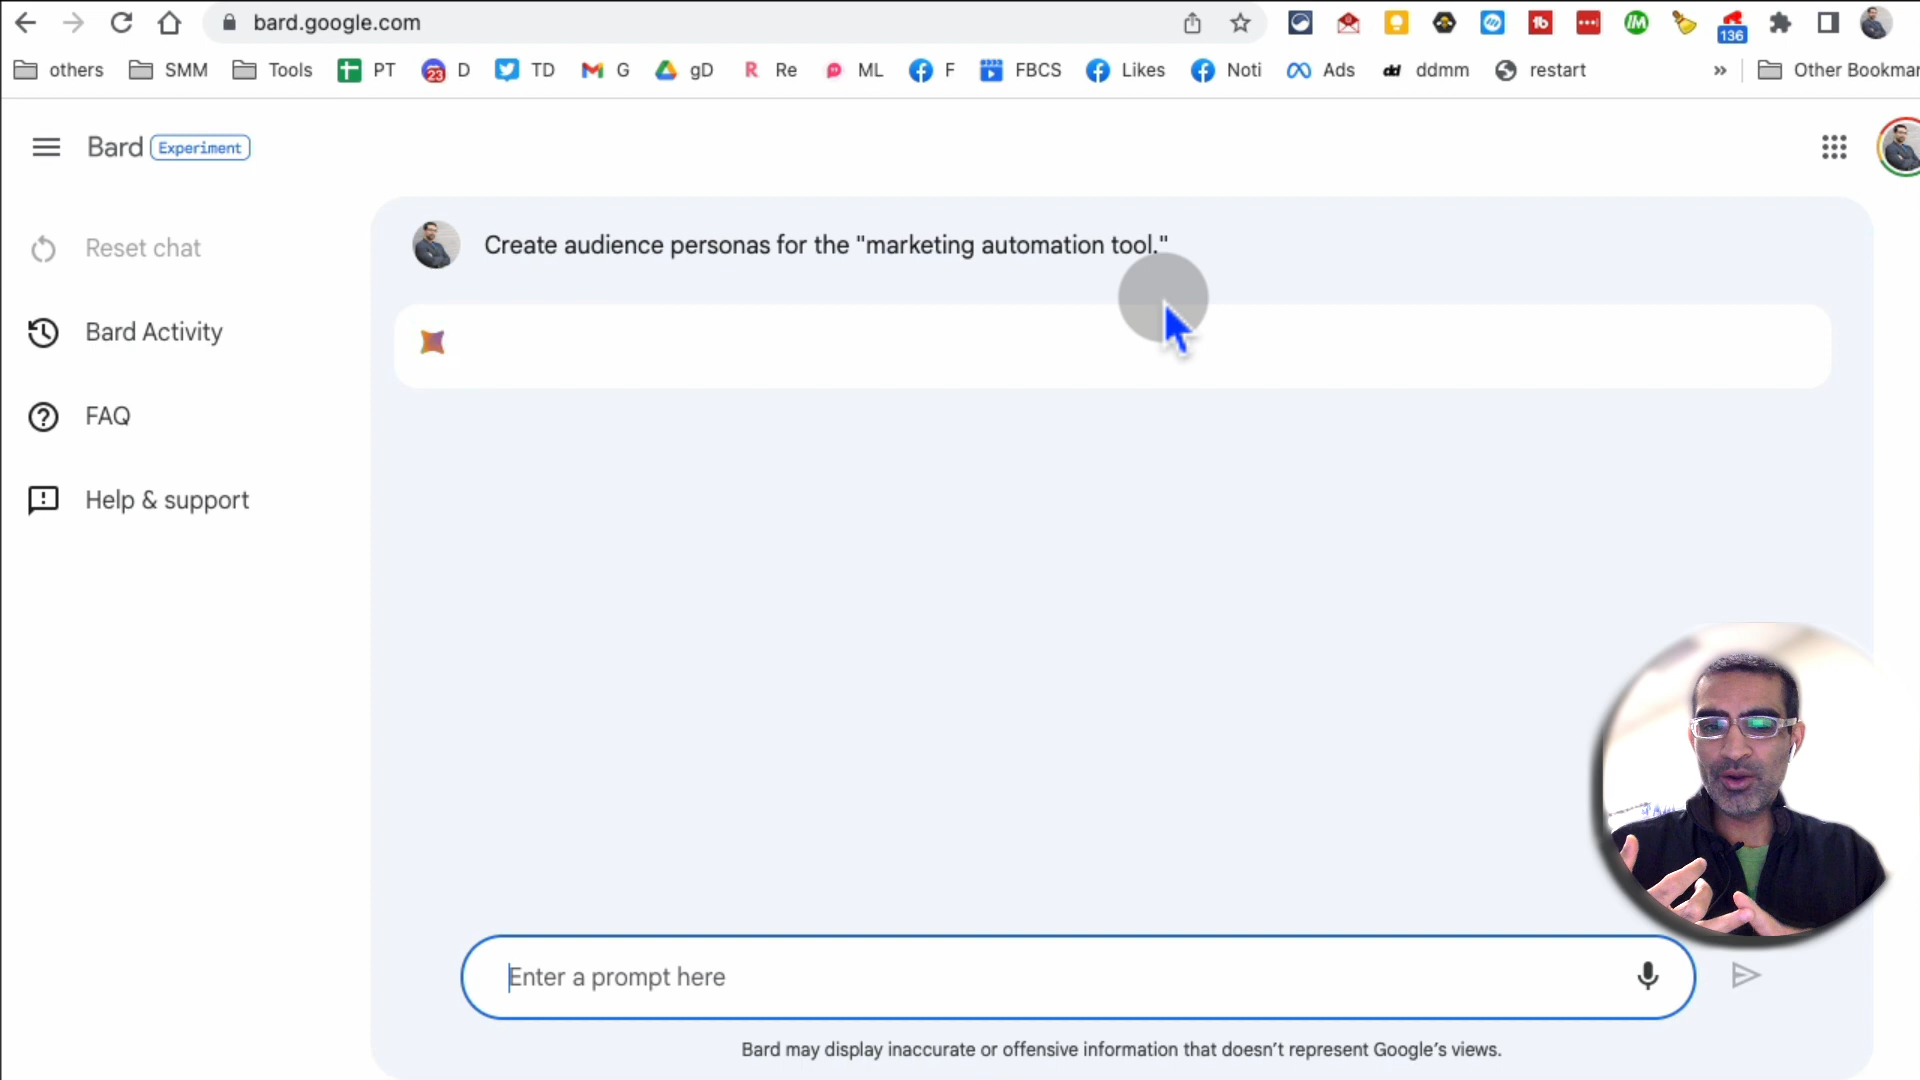 bard.google.com
136
others SMM Tools PT 23 D TD G gD R Re ML F FBCS Likes Noti Ads dd ddmm restart » Other Bookmar
Bard Experiment
Reset chat
Create audience personas for the "marketing automation tool."
Bard Activity
FAQ
Help & support
Enter a prompt here
Bard may display inaccurate or offensive information that doesn't represent Google's views.